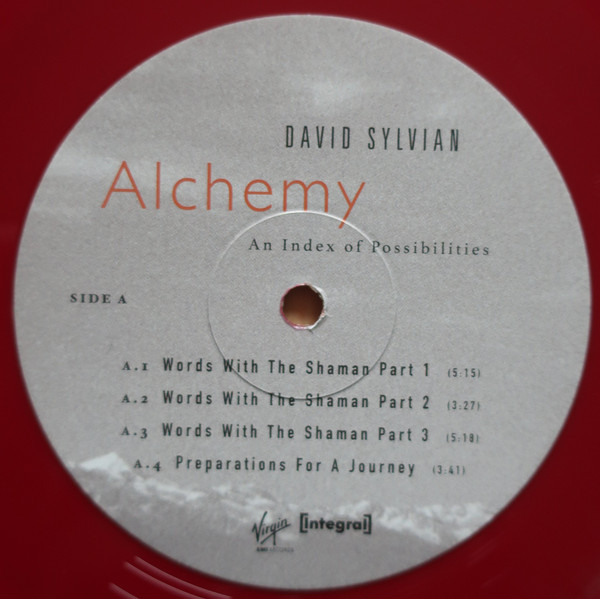 DAVID SYLVIAN
Alchemy
An Index of Possibilities
SIDE A
A.1 Words With The Shaman Part 1 (5:15)
A.2 Words With The Shaman Part 2 (3:27)
A.3 Words With The Shaman Part 3 (5:18)
A.4 Preparations For A Journey (3:41)
Virgin [integral]
EMI RECORDS